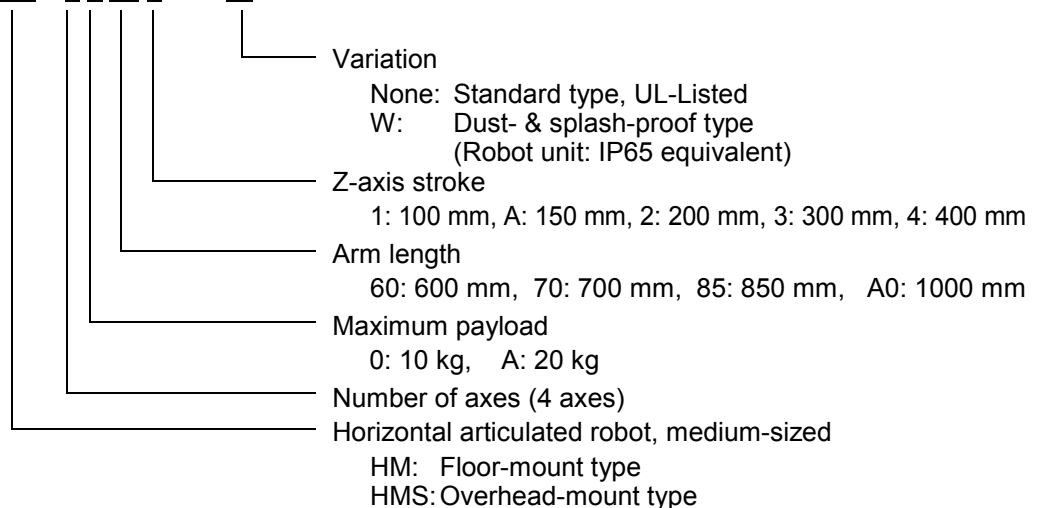 Variation
None: Standard type, UL-Listed
W: Dust- & splash-proof type
(Robot unit: IP65 equivalent)
Z-axis stroke
1: 100 mm, A: 150 mm, 2: 200 mm, 3: 300 mm, 4: 400 mm
Arm length
60: 600 mm, 70: 700 mm, 85: 850 mm, A0: 1000 mm
Maximum payload
0: 10 kg, A: 20 kg
Number of axes (4 axes)
Horizontal articulated robot, medium-sized
HM: Floor-mount type
HMS: Overhead-mount type